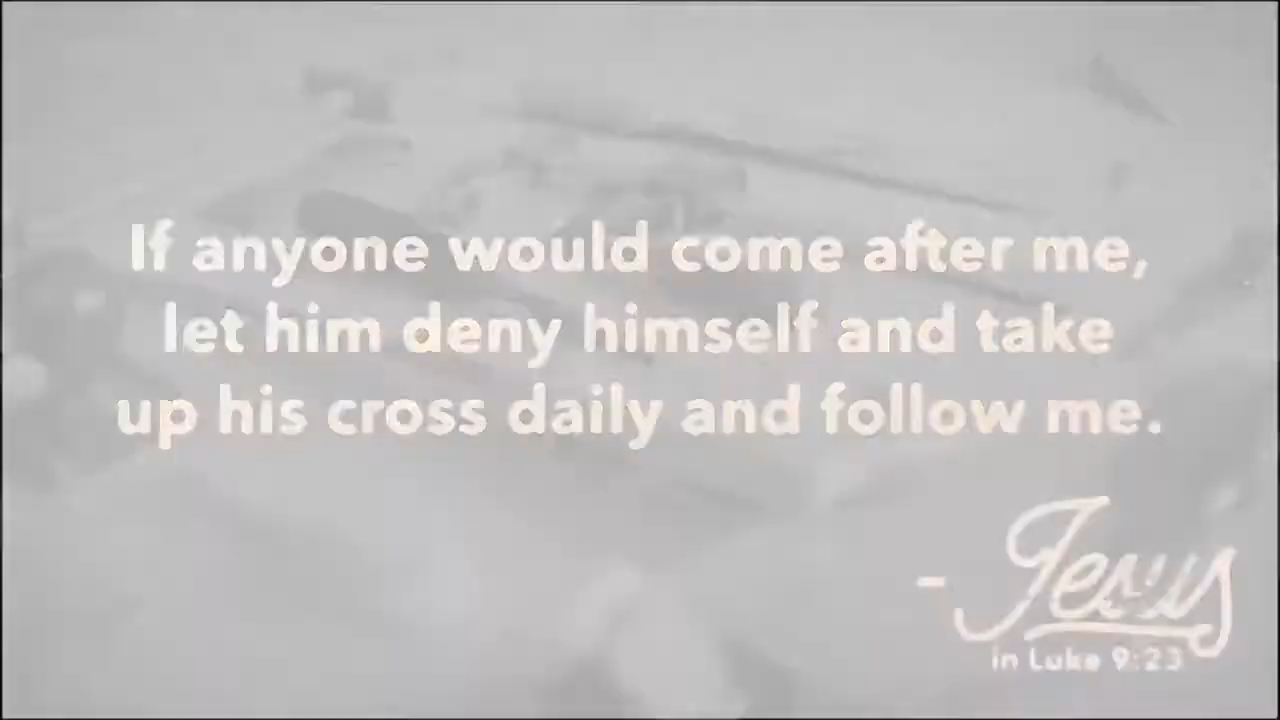 If anyone would come after me,
let him deny himself and take
up his cross daily and follow me.
- Jesus
in Luke 9:23